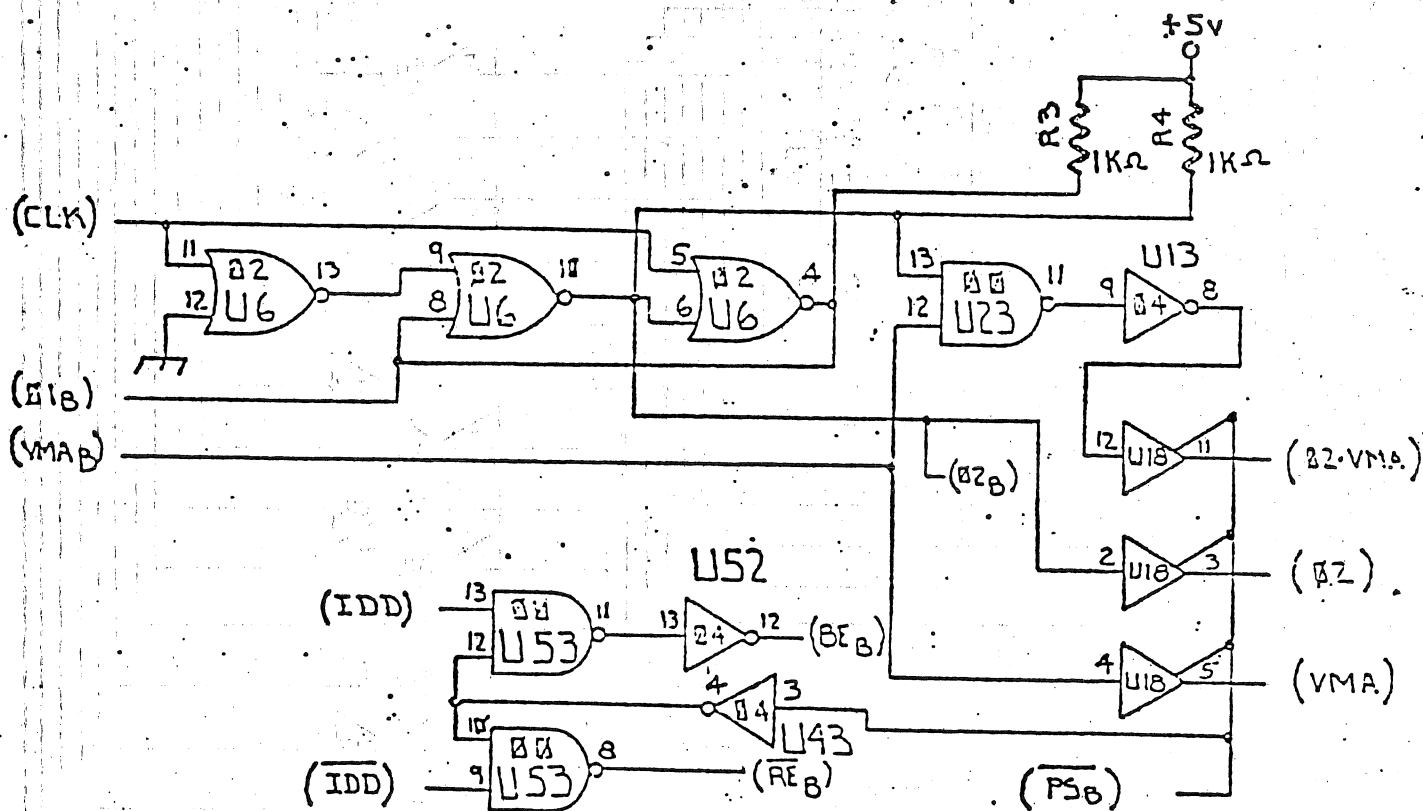 +5v
R3
1KΩ
R4
1KΩ
(CLK)
11
12
02
U6
13
9
8
02
U6
10
5
6
02
U6
4
13
12
00
U23
11
U13
9
04
8
(Ø1B)
(VMAB)
(Ø2B)
12
U18
11
(Ø2·VMA)
2
U18
3
(Ø2)
4
U18
5
(VMA)
U52
(IDD)
13
12
00
U53
11
13
04
12
(BEB)
4
04
3
U43
10
9
00
U53
8
(R̅E̅B)
(I̅D̅D̅)
(P̅S̅B)